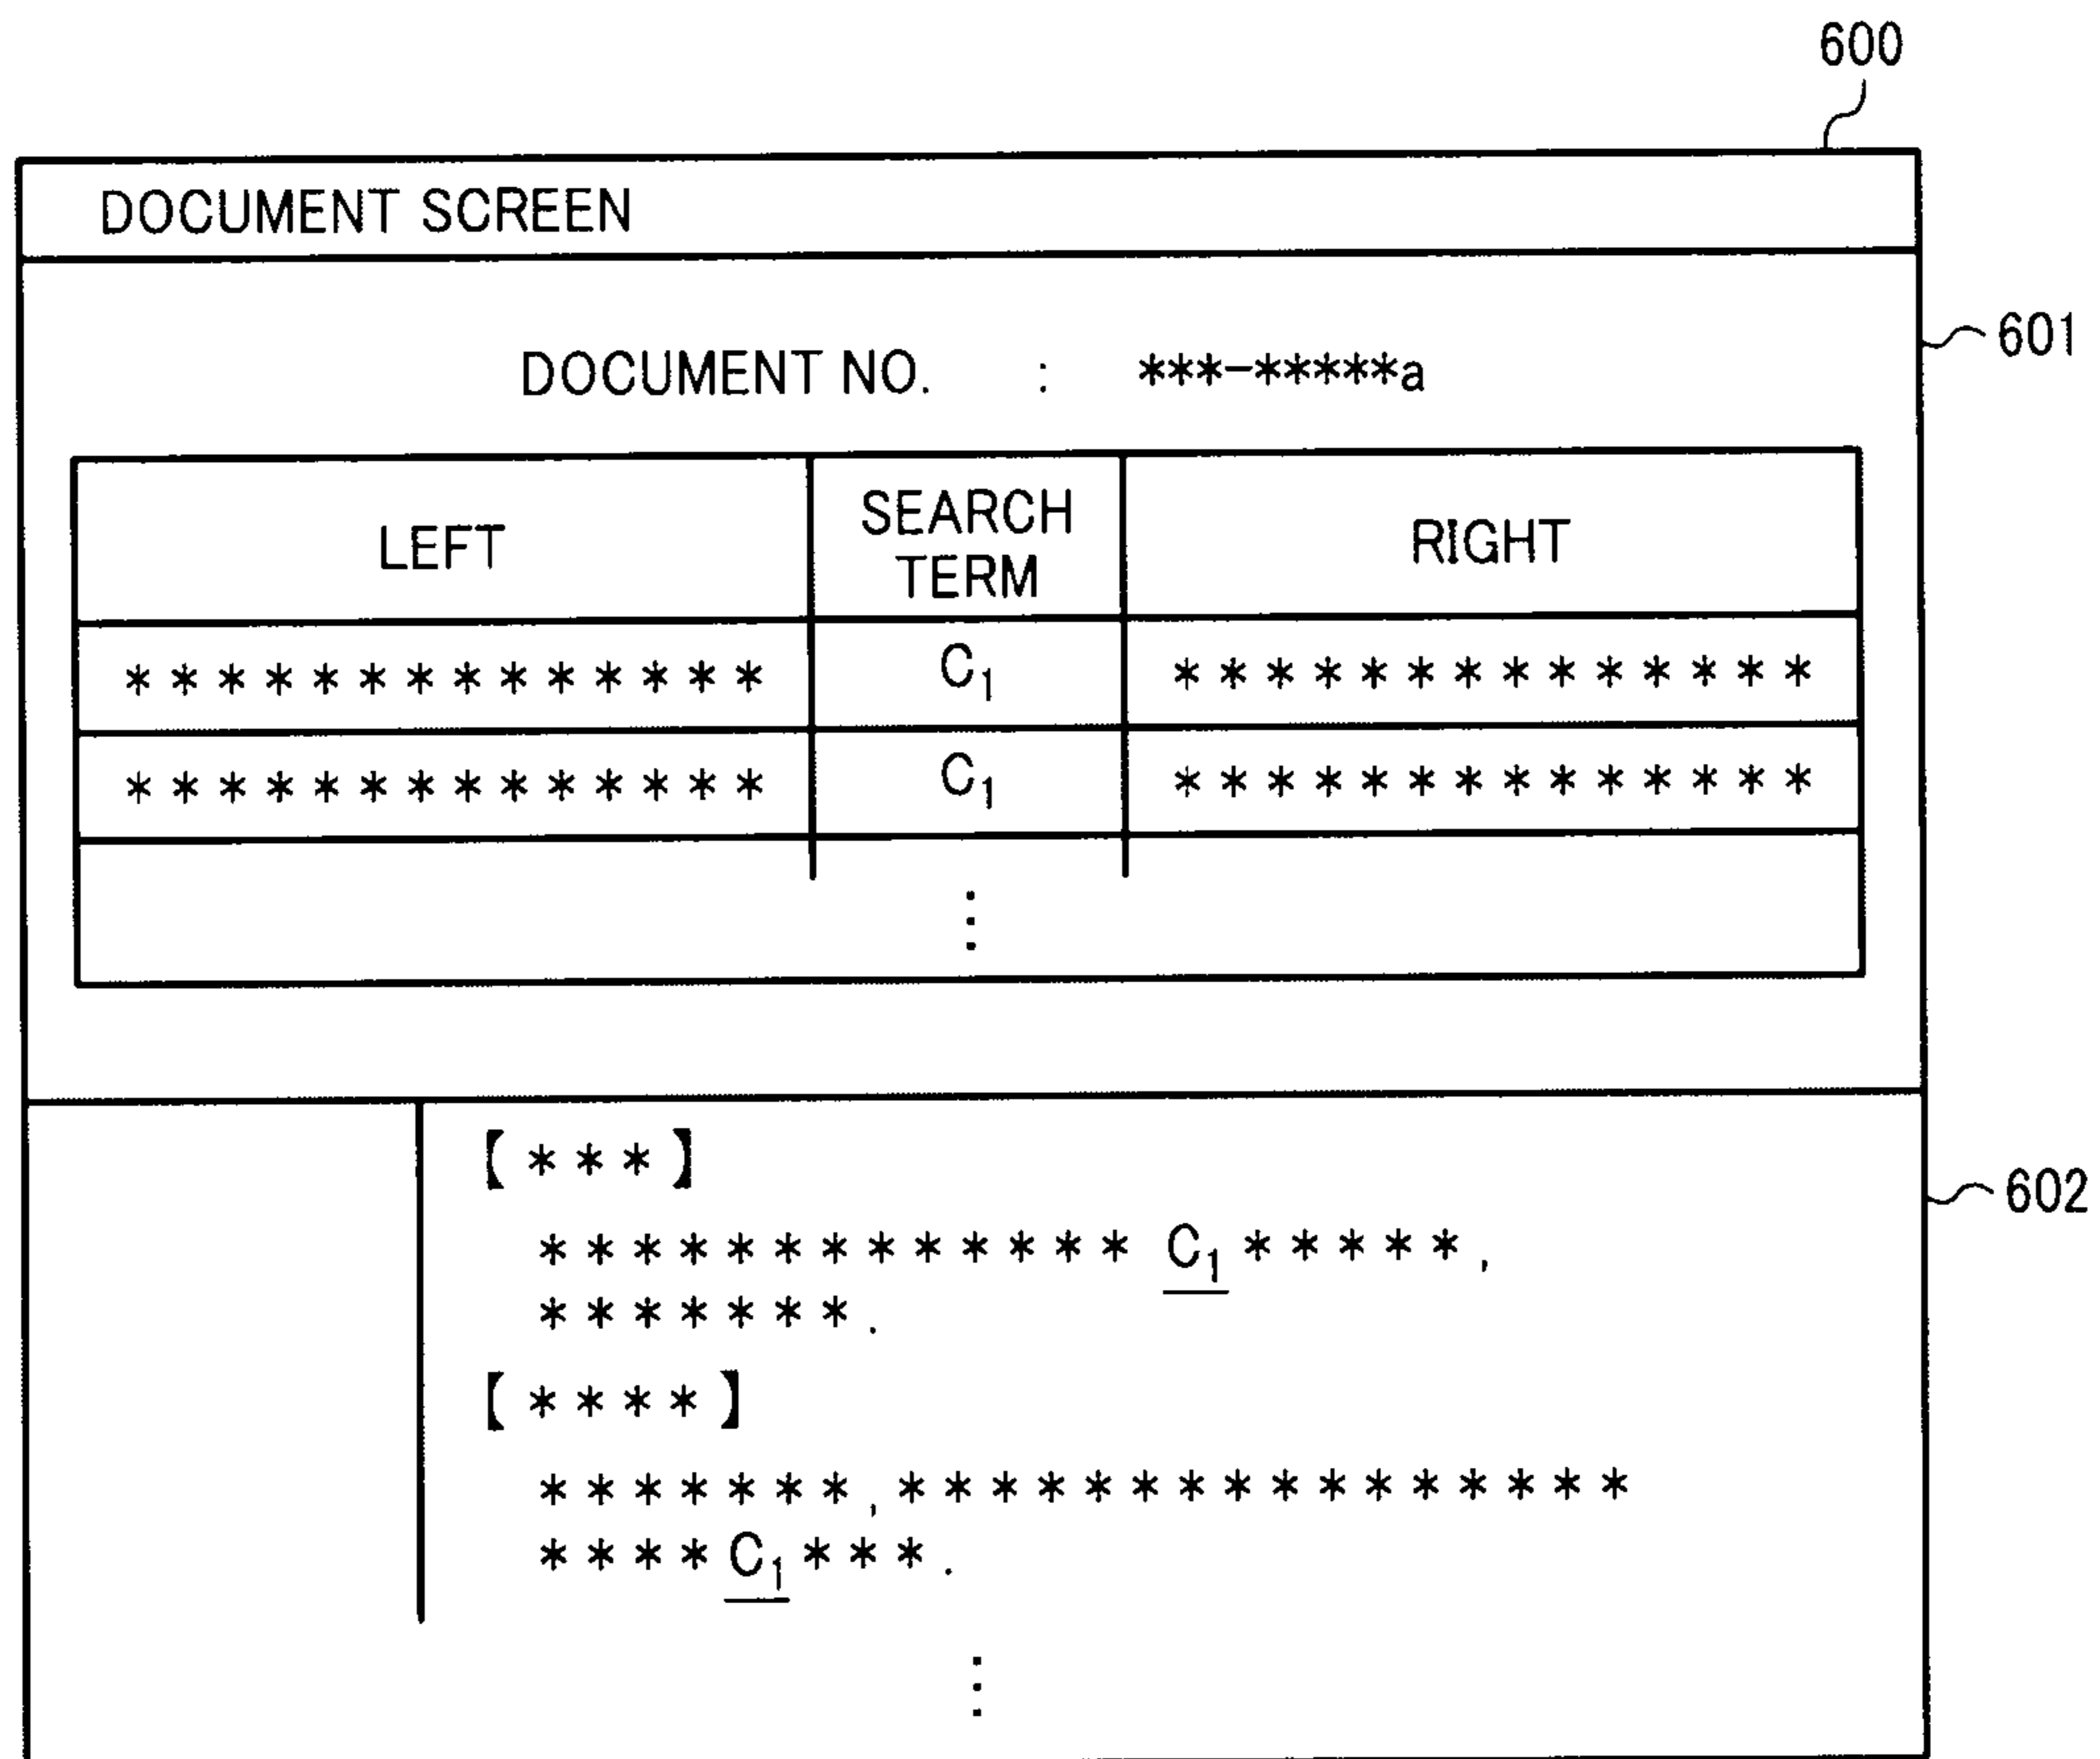 600
DOCUMENT SCREEN
601
DOCUMENT NO. : ***-*****a
LEFT
SEARCH
TERM
RIGHT
* * * * * * * * * * * * * * C₁ * * * * * * * * * * * * * *
* * * * * * * * * * * * * * C₁ * * * * * * * * * * * * * *
⋮
【 * * * 】
602
* * * * * * * * * * * * * C₁ * * * * * ,
* * * * * * * .
【 * * * * 】
* * * * * * * , * * * * * * * * * * * * * * * *
* * * * C₁ * * * .
⋮